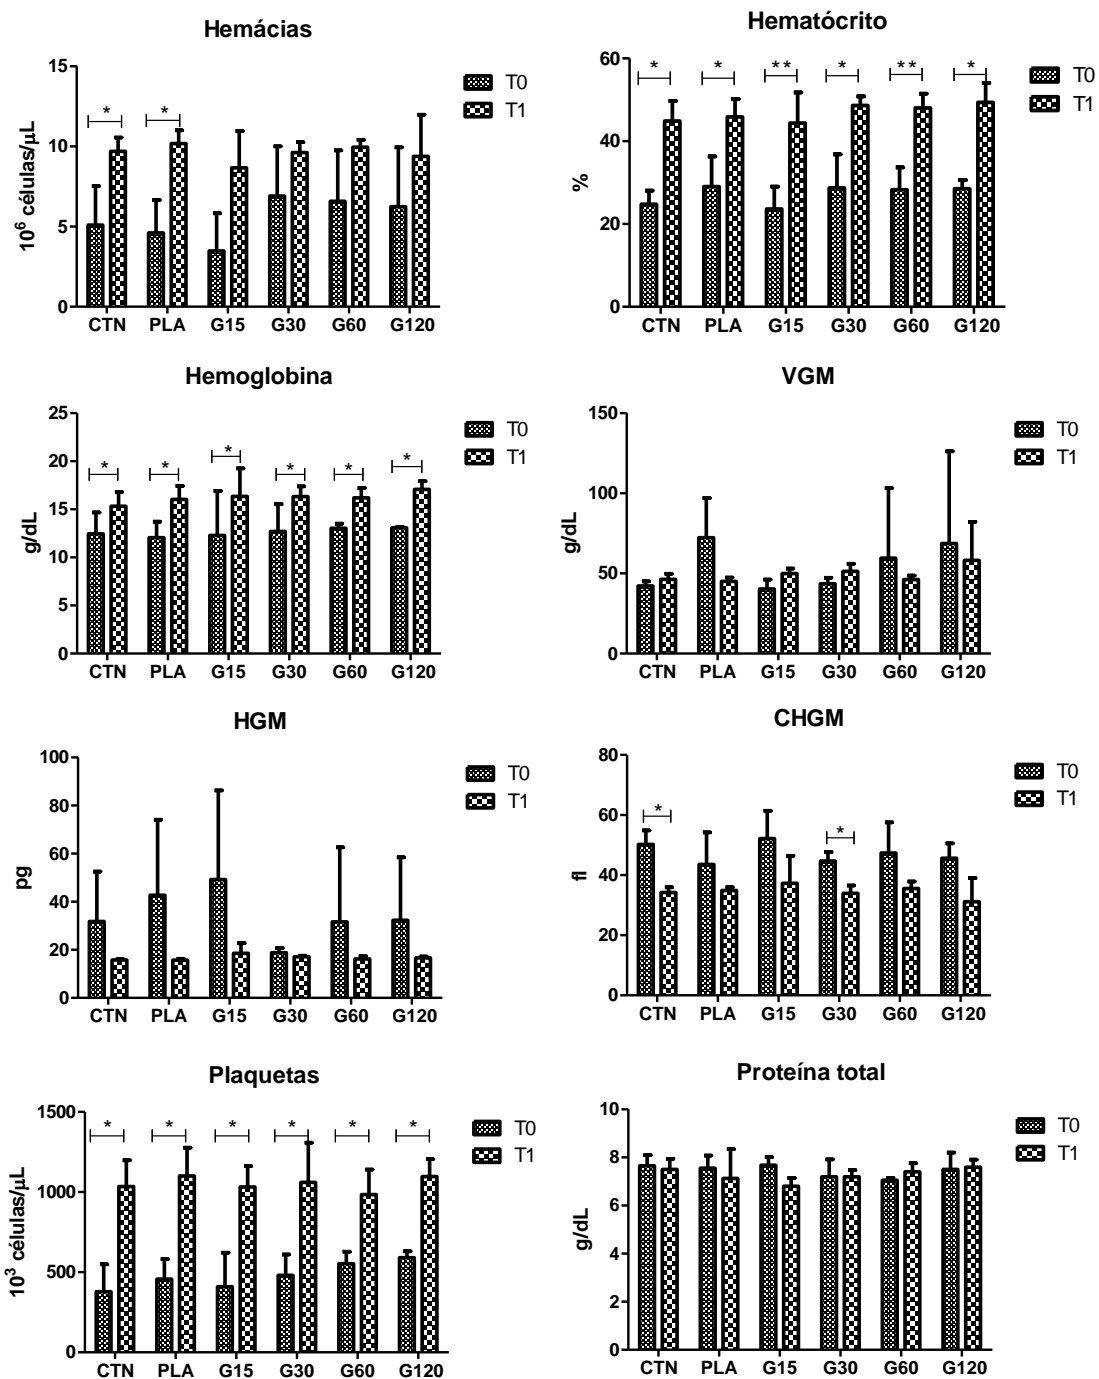 Hemácias
15
10
5
0
10⁶ células/µL
* *
CTN PLA G15 G30 G60 G120
T0
T1
Hematócrito
60
40
20
0
%
* * ** * ** *
CTN PLA G15 G30 G60 G120
T0
T1
Hemoglobina
25
20
15
10
5
0
g/dL
* * * * * *
CTN PLA G15 G30 G60 G120
T0
T1
VGM
150
100
50
0
g/dL
CTN PLA G15 G30 G60 G120
T0
T1
HGM
100
80
60
40
20
0
pg
CTN PLA G15 G30 G60 G120
T0
T1
CHGM
80
60
40
20
0
fl
* *
CTN PLA G15 G30 G60 G120
T0
T1
Plaquetas
1500
1000
500
0
10³ células/µL
* * * * * *
CTN PLA G15 G30 G60 G120
T0
T1
Proteína total
10
8
6
4
2
0
g/dL
CTN PLA G15 G30 G60 G120
T0
T1